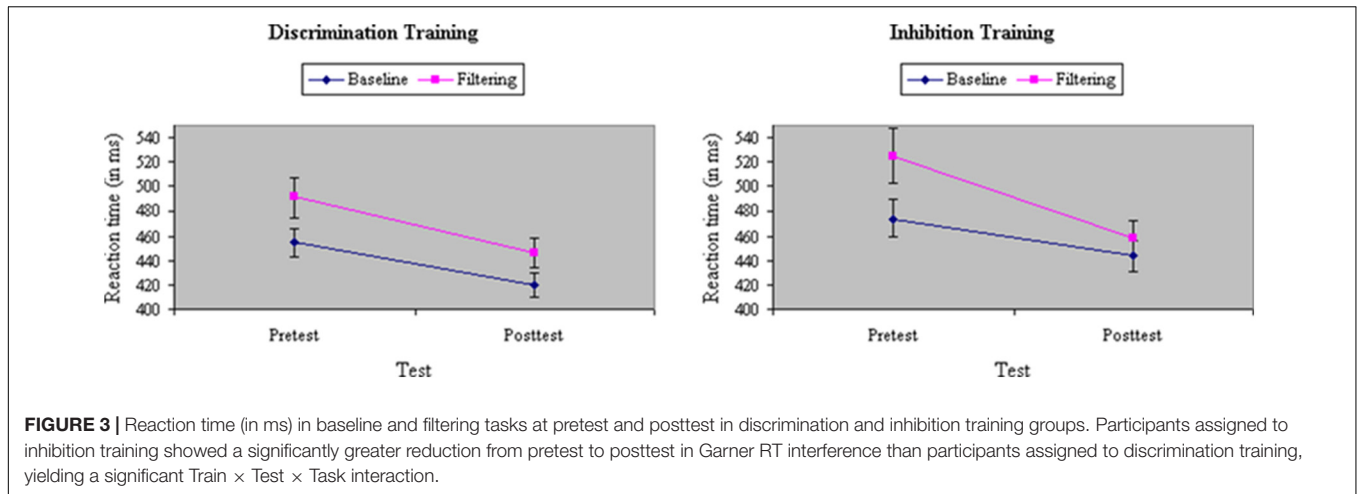 Discrimination Training
Baseline Filtering
Reaction time (in ms)
540
520
500
480
460
440
420
400
Pretest Posttest
Test
Inhibition Training
Baseline Filtering
Reaction time (in ms)
540
520
500
480
460
440
420
400
Pretest Posttest
Test
FIGURE 3 | Reaction time (in ms) in baseline and filtering tasks at pretest and posttest in discrimination and inhibition training groups. Participants assigned to
inhibition training showed a significantly greater reduction from pretest to posttest in Garner RT interference than participants assigned to discrimination training,
yielding a significant Train × Test × Task interaction.